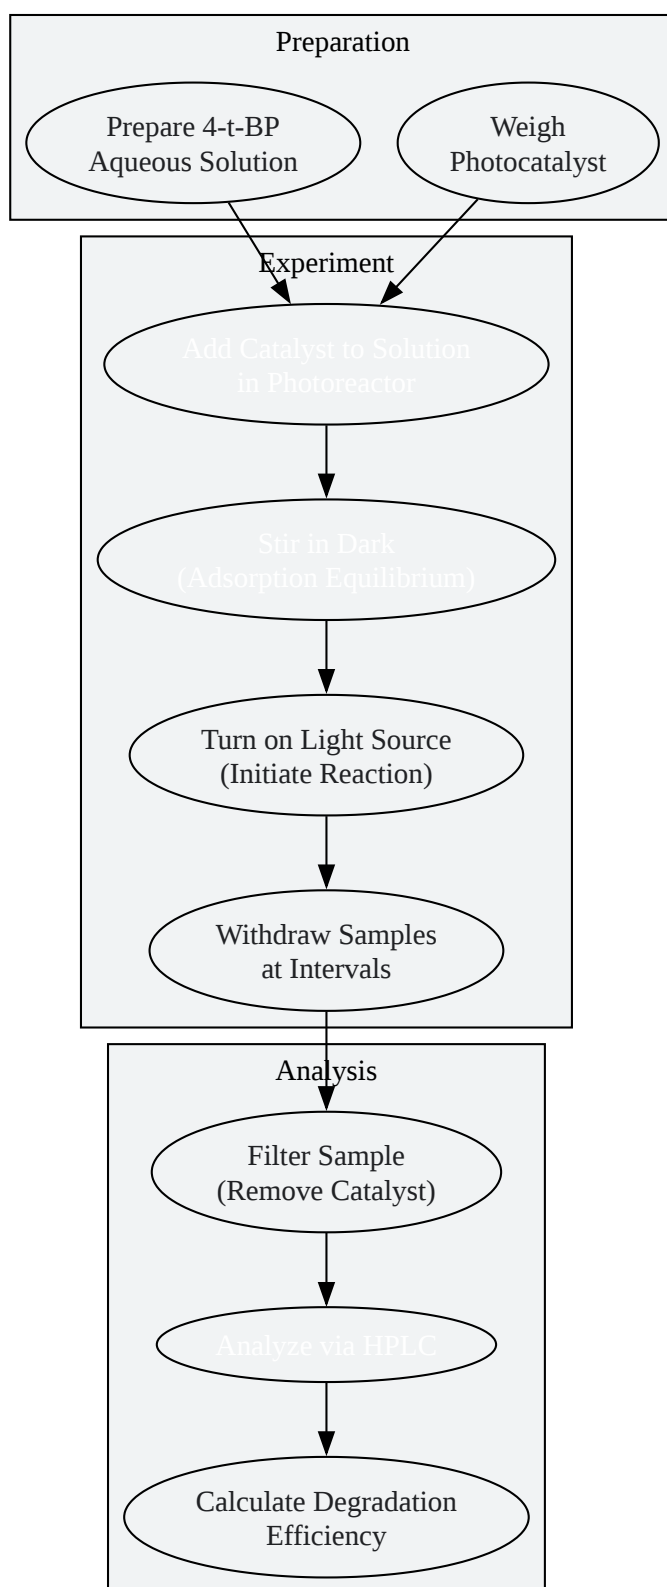 Preparation
Prepare 4-t-BP
Aqueous Solution
Weigh
Photocatalyst
Experiment
Add Catalyst to Solution
in Photoreactor
Stir in Dark
(Adsorption Equilibrium)
Turn on Light Source
(Initiate Reaction)
Withdraw Samples
at Intervals
Analysis
Filter Sample
(Remove Catalyst)
Analyze via HPLC
Calculate Degradation
Efficiency